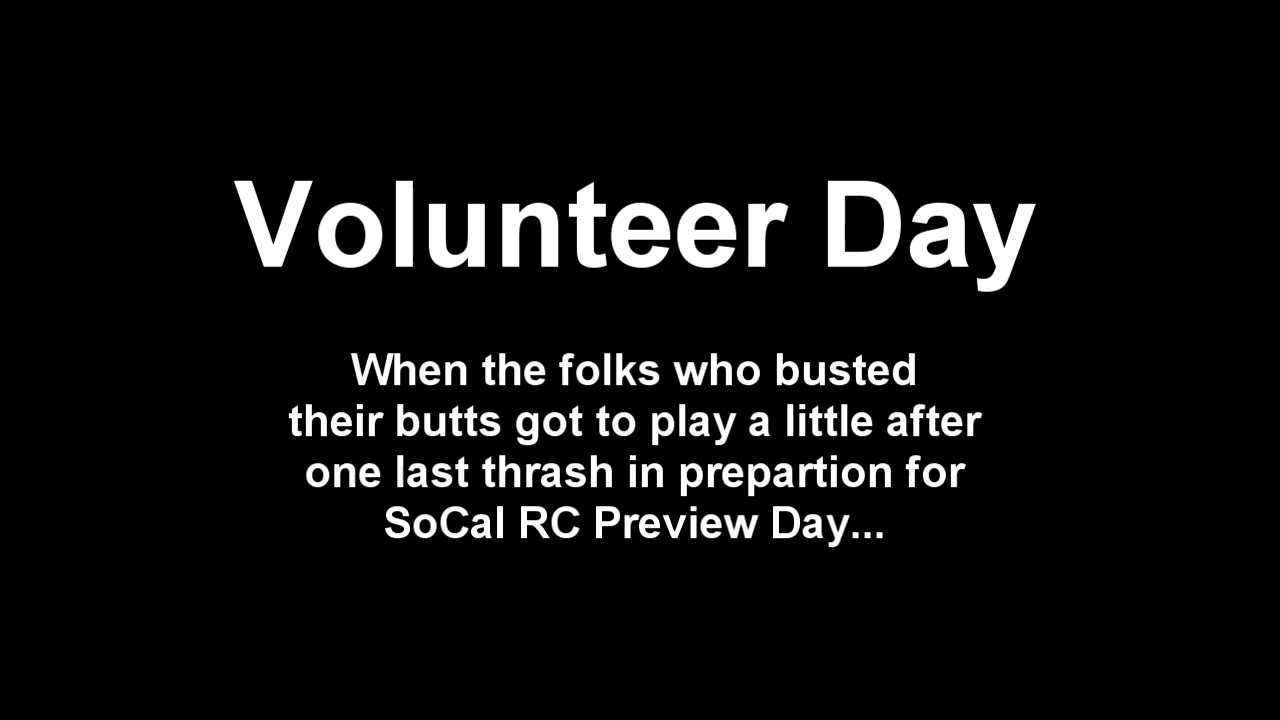 Volunteer Day
When the folks who busted
their butts got to play a little after
one last thrash in prepartion for
SoCal RC Preview Day...